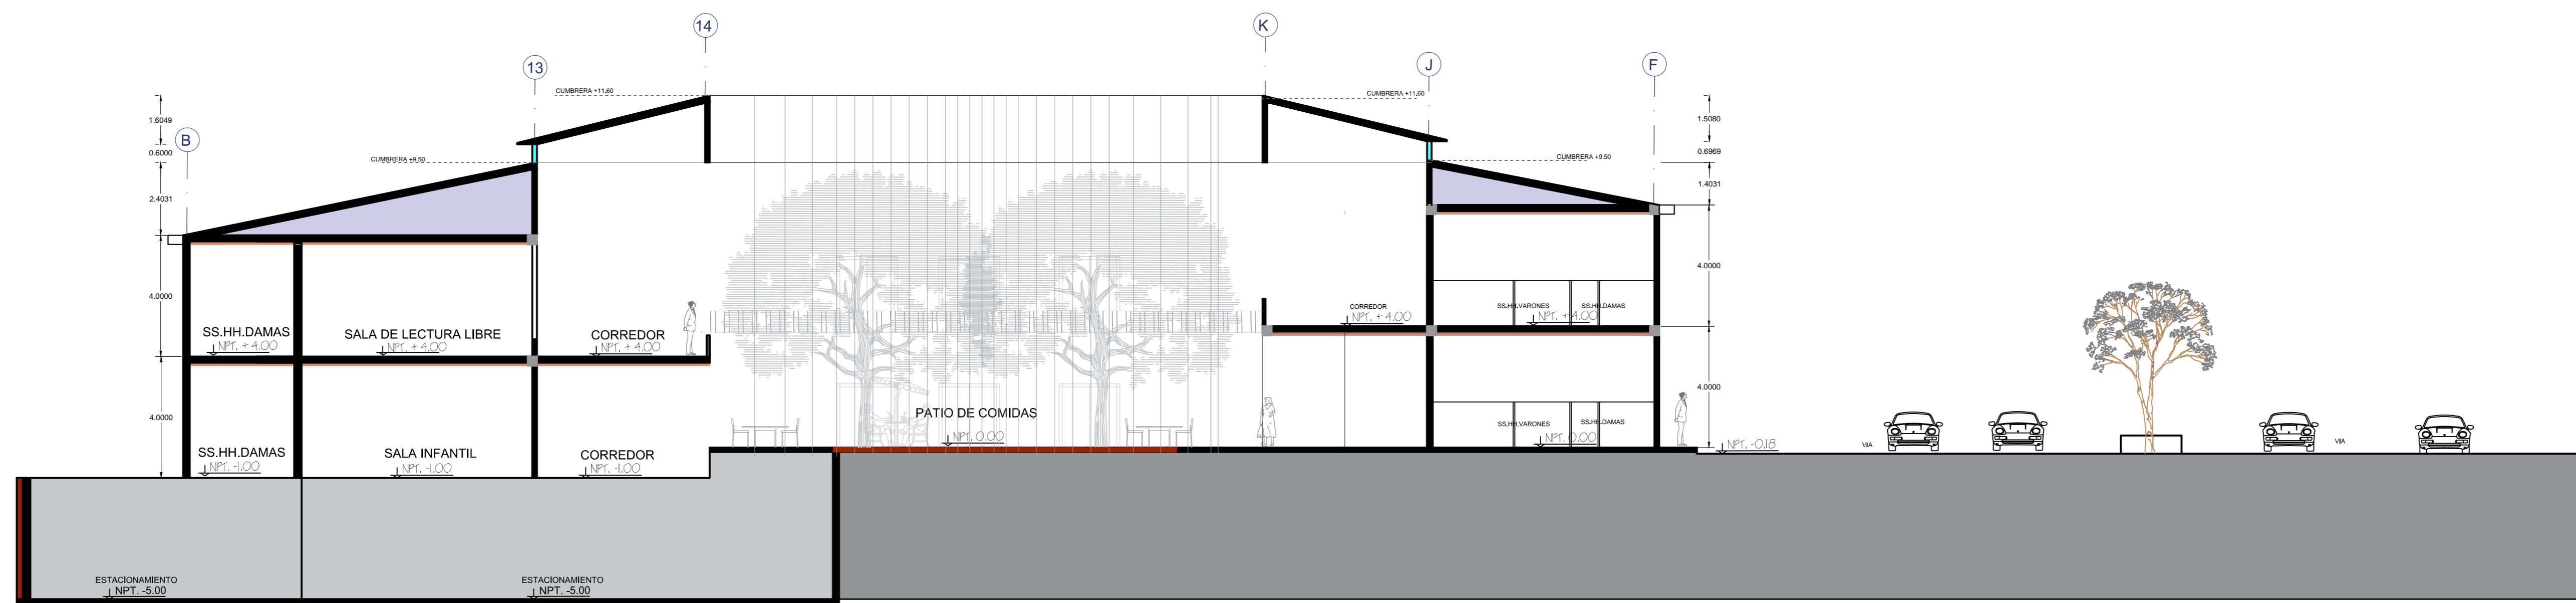 14
K
13
J
F
CUMBRERA +11,60
CUMBRERA +11,60
1.6049
1.5080
B
0.6000
0.6969
CUMBRERA +9,50
CUMBRERA +9.50
2.4031
1.4031
4.0000
4.0000
SS.HH.DAMAS
SALA DE LECTURA LIBRE
CORREDOR
CORREDOR
SS.HH.VARONES
SS.HH.DAMAS
NPT. +4.00
NPT. +4.00
NPT. +4.00
NPT. +4.00
NPT. +4.00
4.0000
4.0000
PATIO DE COMIDAS
SS.HH.VARONES
SS.HH.DAMAS
NPT. 0.00
NPT. 0.00
NPT. -0.18
VIA
VIA
SS.HH.DAMAS
SALA INFANTIL
CORREDOR
NPT. -1.00
NPT. -1.00
NPT. -1.00
ESTACIONAMIENTO
ESTACIONAMIENTO
NPT. -5.00
NPT. -5.00